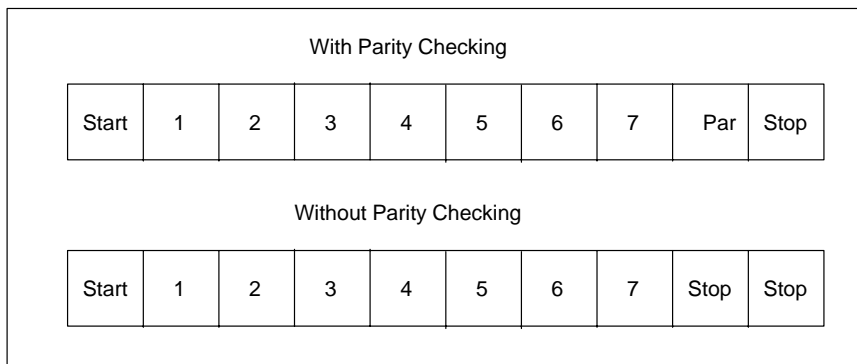 With Parity Checking
Start 1 2 3 4 5 6 7 Par Stop
Without Parity Checking
Start 1 2 3 4 5 6 7 Stop Stop